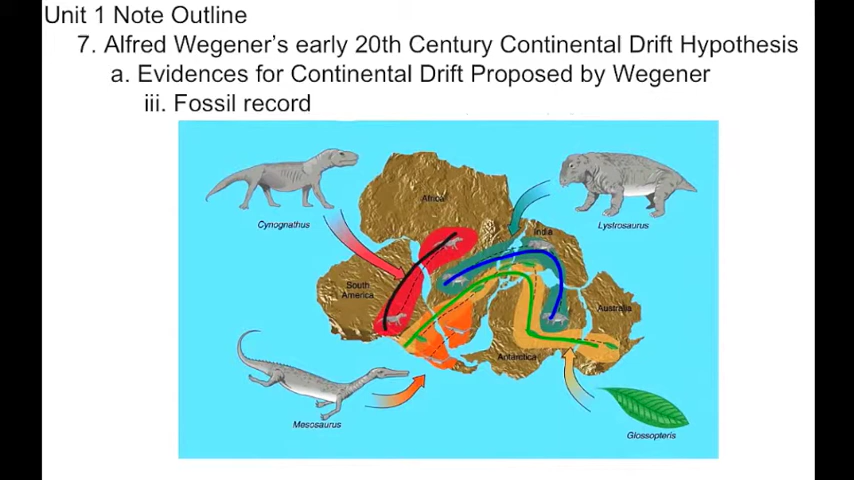 Unit 1 Note Outline
7. Alfred Wegener's early 20th Century Continental Drift Hypothesis
a. Evidences for Continental Drift Proposed by Wegener
iii. Fossil record
Africa
Cynognathus
Lystrosaurus
India
South
America
Australia
Antarctica
Mesosaurus
Glossopteris